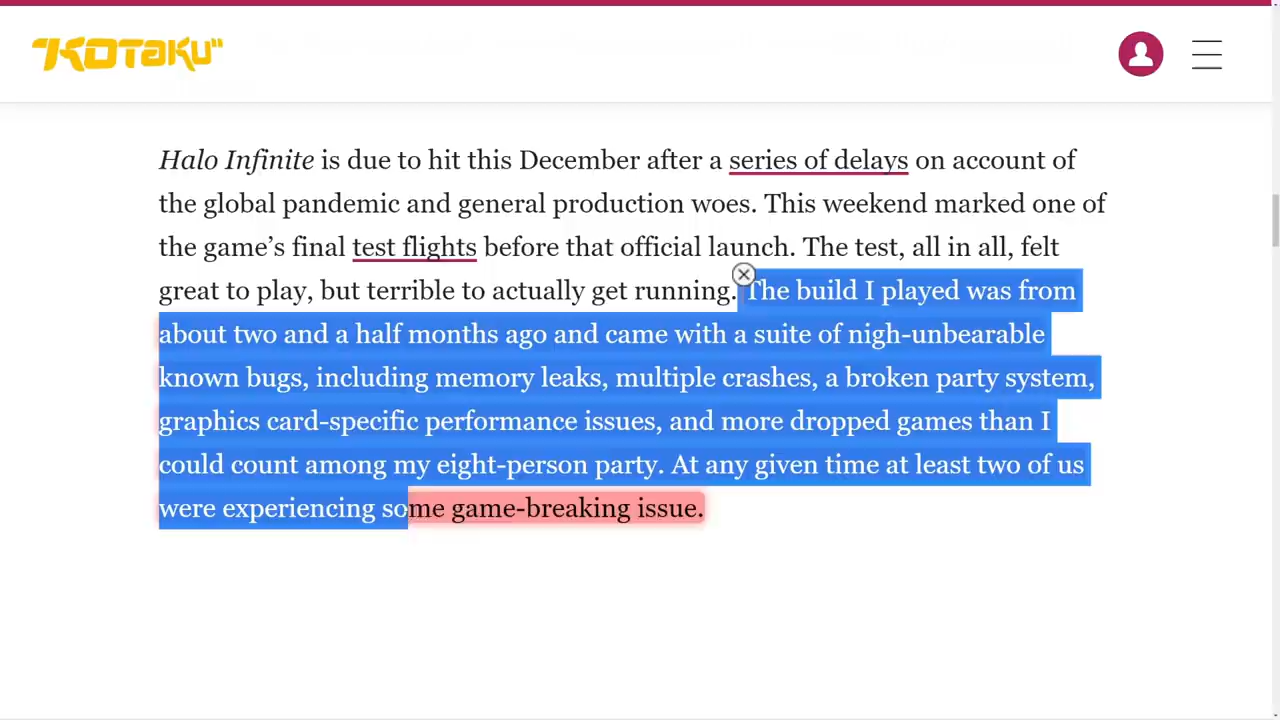 KOTAKU
Halo Infinite is due to hit this December after a series of delays on account of
the global pandemic and general production woes. This weekend marked one of
the game’s final test flights before that official launch. The test, all in all, felt
great to play, but terrible to actually get running. The build I played was from
about two and a half months ago and came with a suite of nigh-unbearable
known bugs, including memory leaks, multiple crashes, a broken party system,
graphics card-specific performance issues, and more dropped games than I
could count among my eight-person party. At any given time at least two of us
were experiencing some game-breaking issue.